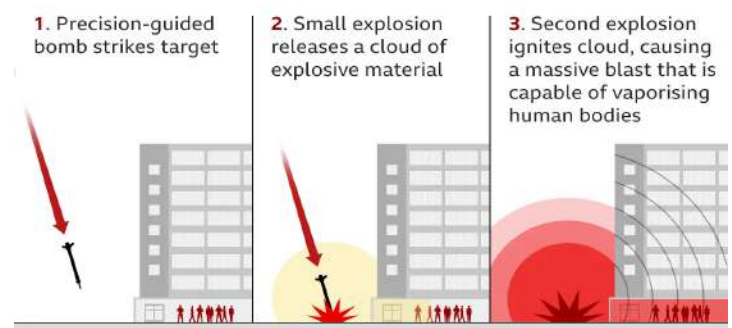 1. Precision-guided
bomb strikes target
2. Small explosion
releases a cloud of
explosive material
3. Second explosion
ignites cloud, causing
a massive blast that is
capable of vaporising
human bodies